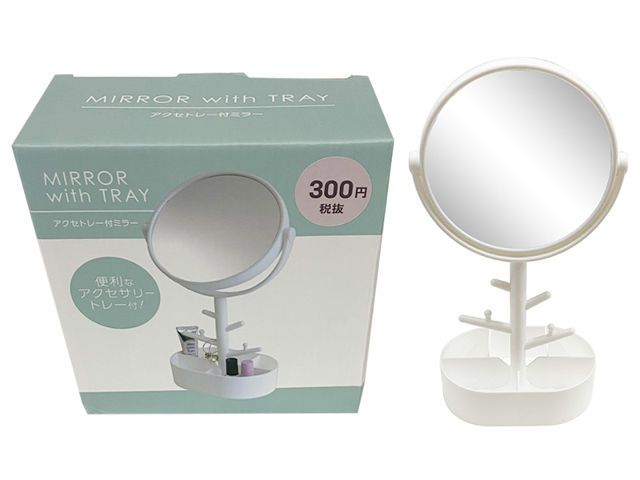 MIRROR with TRAY
アクセトレー付ミラー
MIRROR
with TRAY
アクセトレー付ミラー
300円
税抜
便利な
アクセサリー
トレー付!